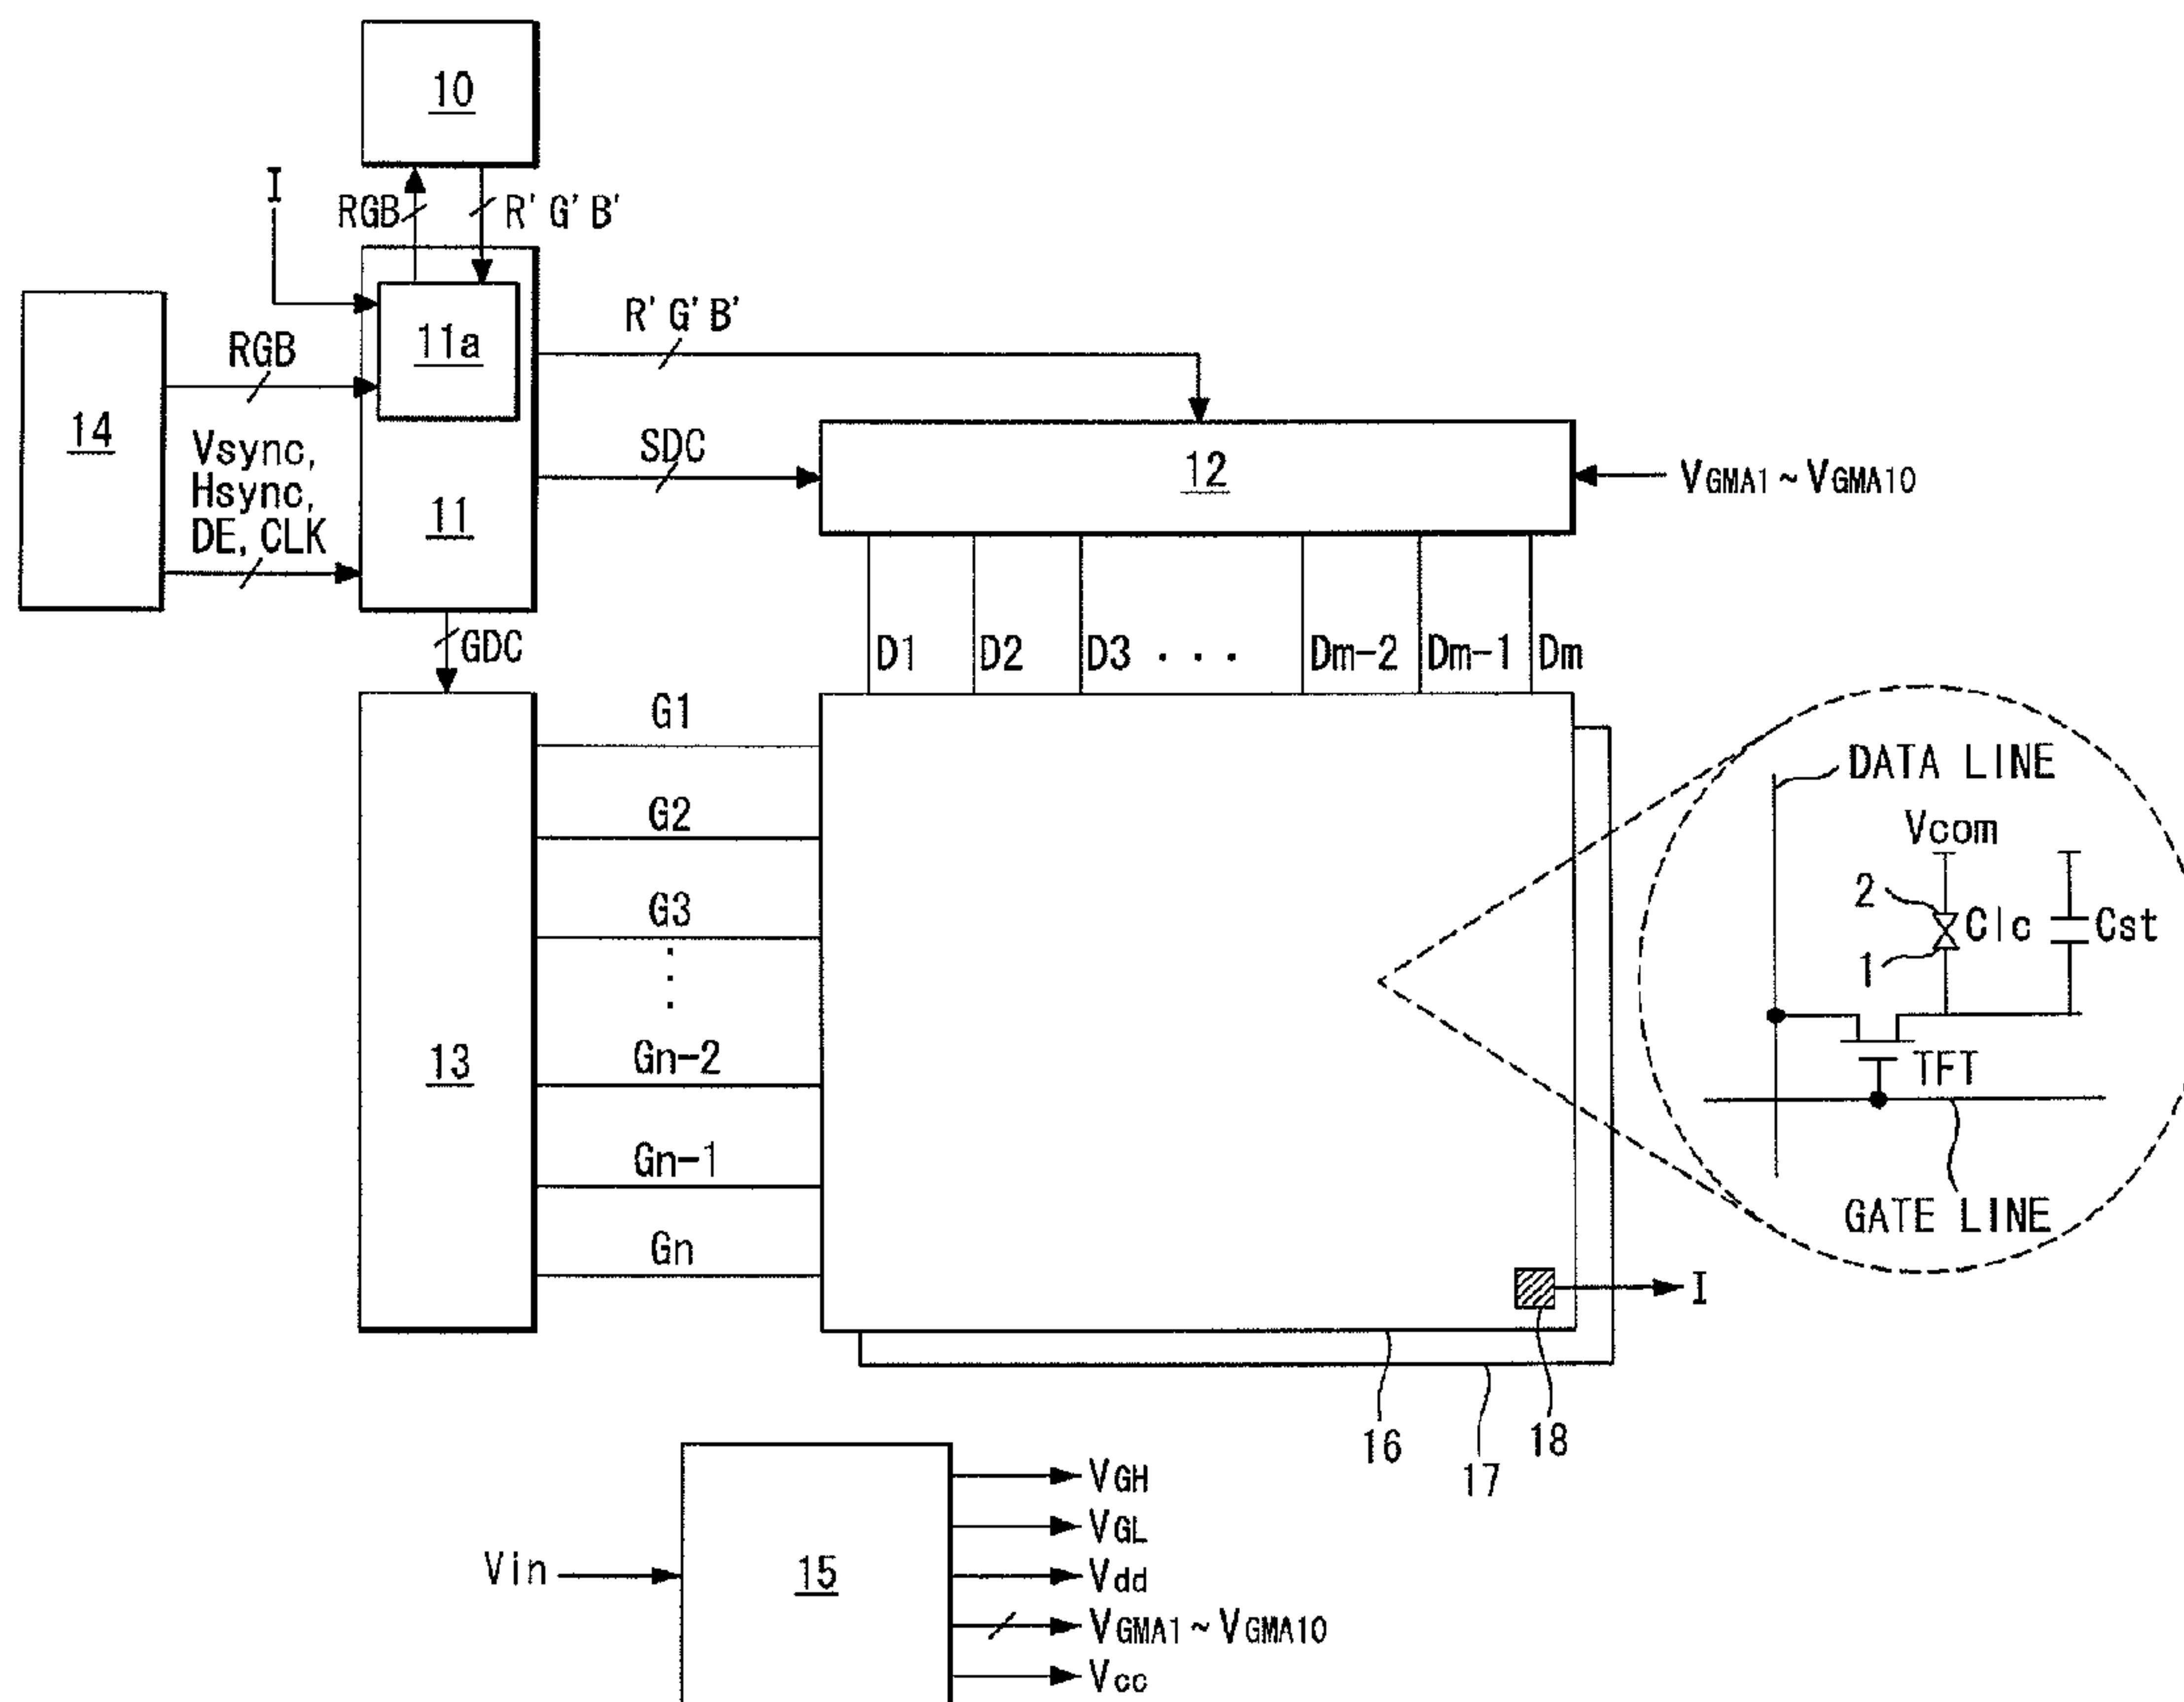 10
I
RGB
R'G'B'
11a
RGB
R'G'B'
14
Vsync,
Hsync,
DE, CLK
11
SDC
12
VGMA1~VGMA10
GDC
D1
D2
D3
...
Dm-2
Dm-1
Dm
13
G1
G2
G3
Gn-2
Gn-1
Gn
DATA LINE
Vcom
2
Clc
Cst
1
TFT
GATE LINE
I
16
17
18
Vin
15
VGH
VGL
Vdd
VGMA1~VGMA10
Vcc